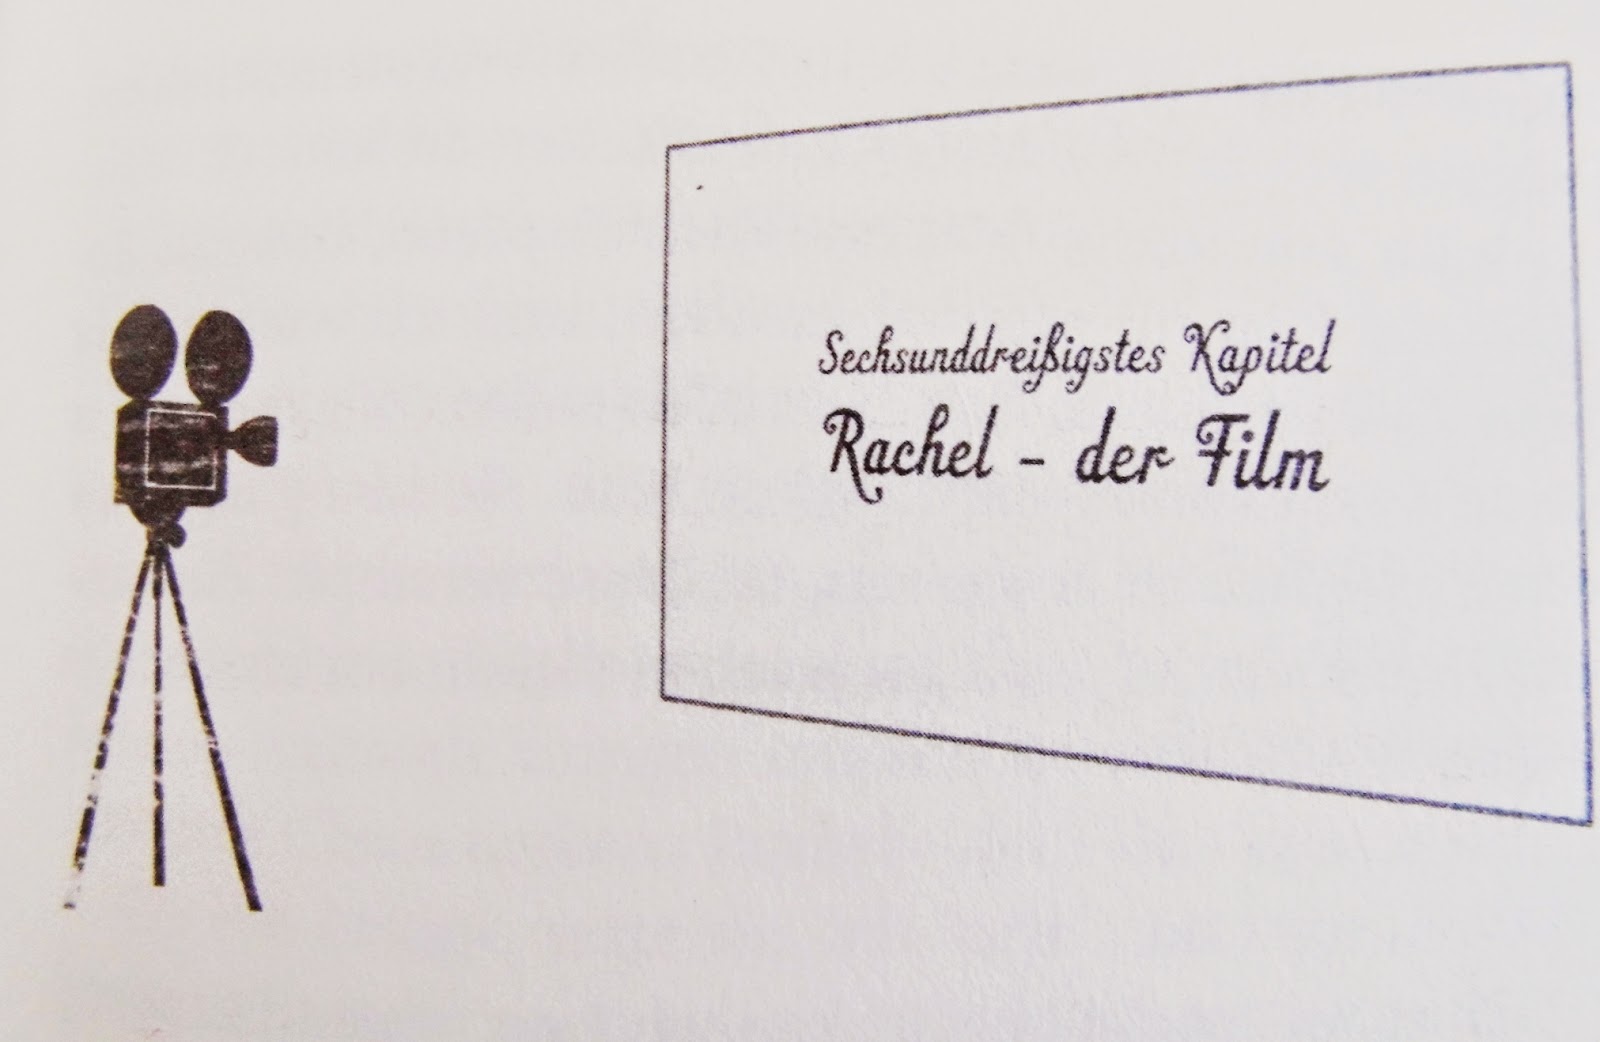 Sechsunddreißigstes Kapitel
Rachel - der Film